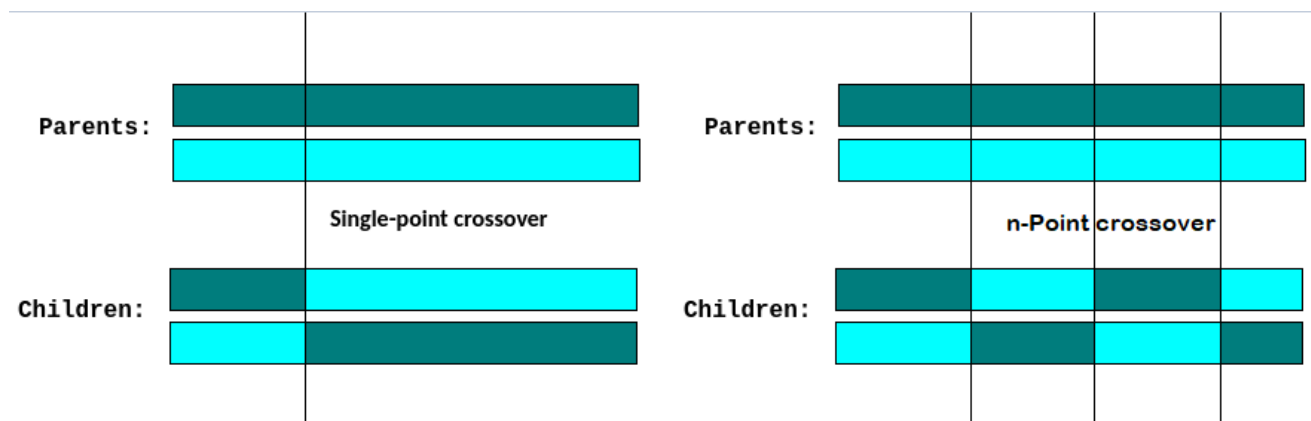 Parents:
Single-point crossover
Children:
Parents:
n-Point crossover
Children: